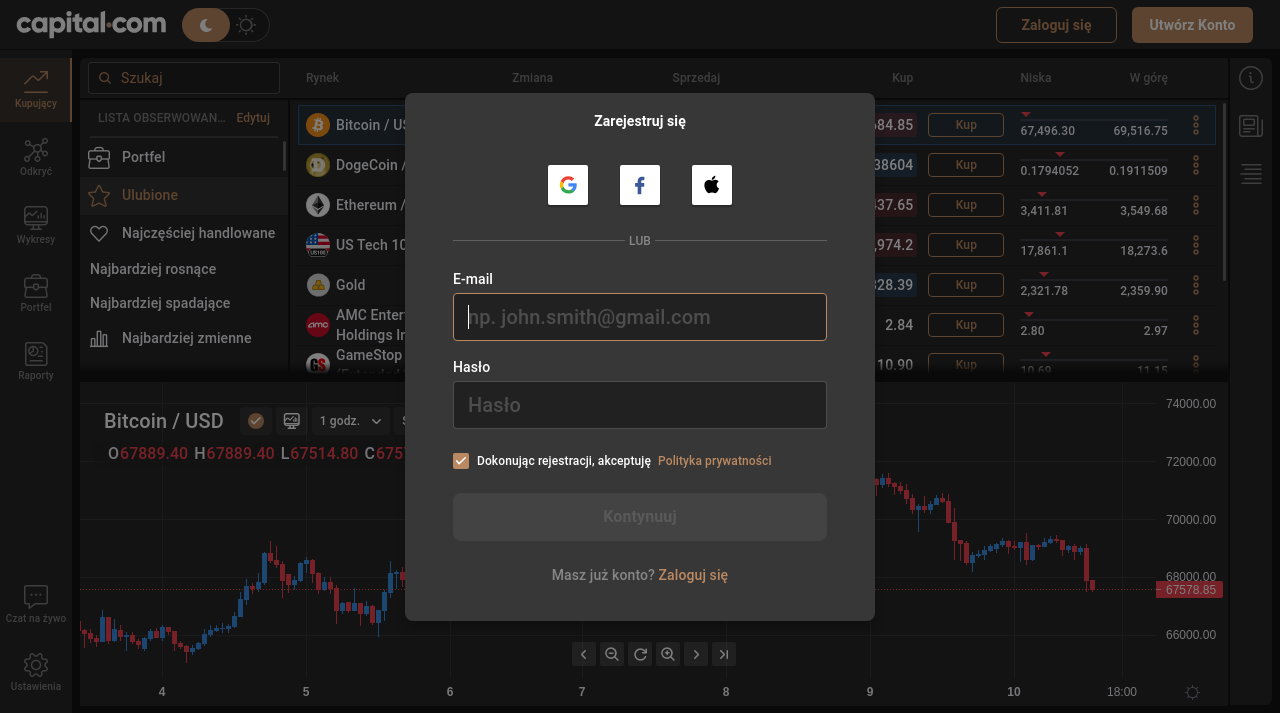 capital.com
Zaloguj się
Utwórz Konto
Kupujący
Odkryć
Wykresy
Portfel
Raporty
Czat na żywo
Ustawienia
Szukaj
LISTA OBSERWOWAN...
Edytuj
Portfel
Ulubione
Najczęściej handlowane
Najbardziej rosnące
Najbardziej spadające
Najbardziej zmienne
Rynek Zmiana Sprzedaj Kup Niska W górę
Bitcoin / US 684.85 Kup 67,496.30 69,516.75
DogeCoin / 38604 Kup 0.1794052 0.1911509
Ethereum / 37.65 Kup 3,411.81 3,549.68
US Tech 10 ,974.2 Kup 17,861.1 18,273.6
Gold 28.39 Kup 2,321.78 2,359.90
AMC Enter
Holdings In 2.84 Kup 2.80 2.97
GameStop 10.90 Kup 10.69 11.15
Zarejestruj się
LUB
E-mail
np. john.smith@gmail.com
Hasło
Hasło
Dokonując rejestracji, akceptuję Polityka prywatności
Kontynuuj
Masz już konto? Zaloguj się
Bitcoin / USD
1 godz.
O67889.40 H67889.40 L67514.80 C675
74000.00
72000.00
70000.00
68000.00
67578.85
66000.00
4 5 6 7 8 9 10 18:00